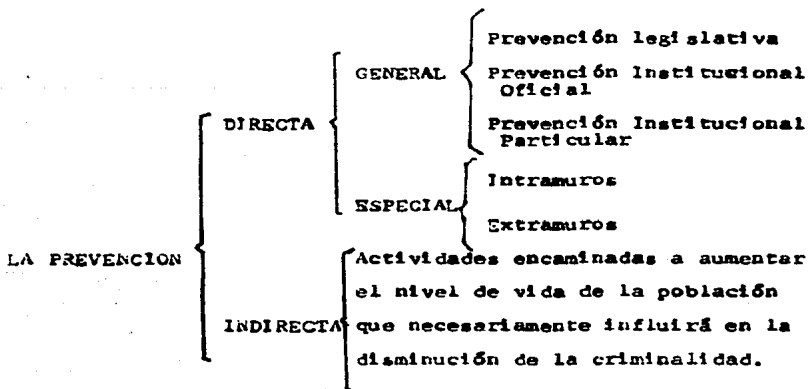 Prevención legislativa
GENERAL
Prevención Institucional
Oficial
DIRECTA
Prevención Institucional
Particular
Intramuros
ESPECIAL
Extramuros
LA PREVENCION
Actividades encaminadas a aumentar
el nivel de vida de la población
INDIRECTA que necesariamente influirá en la
disminución de la criminalidad.